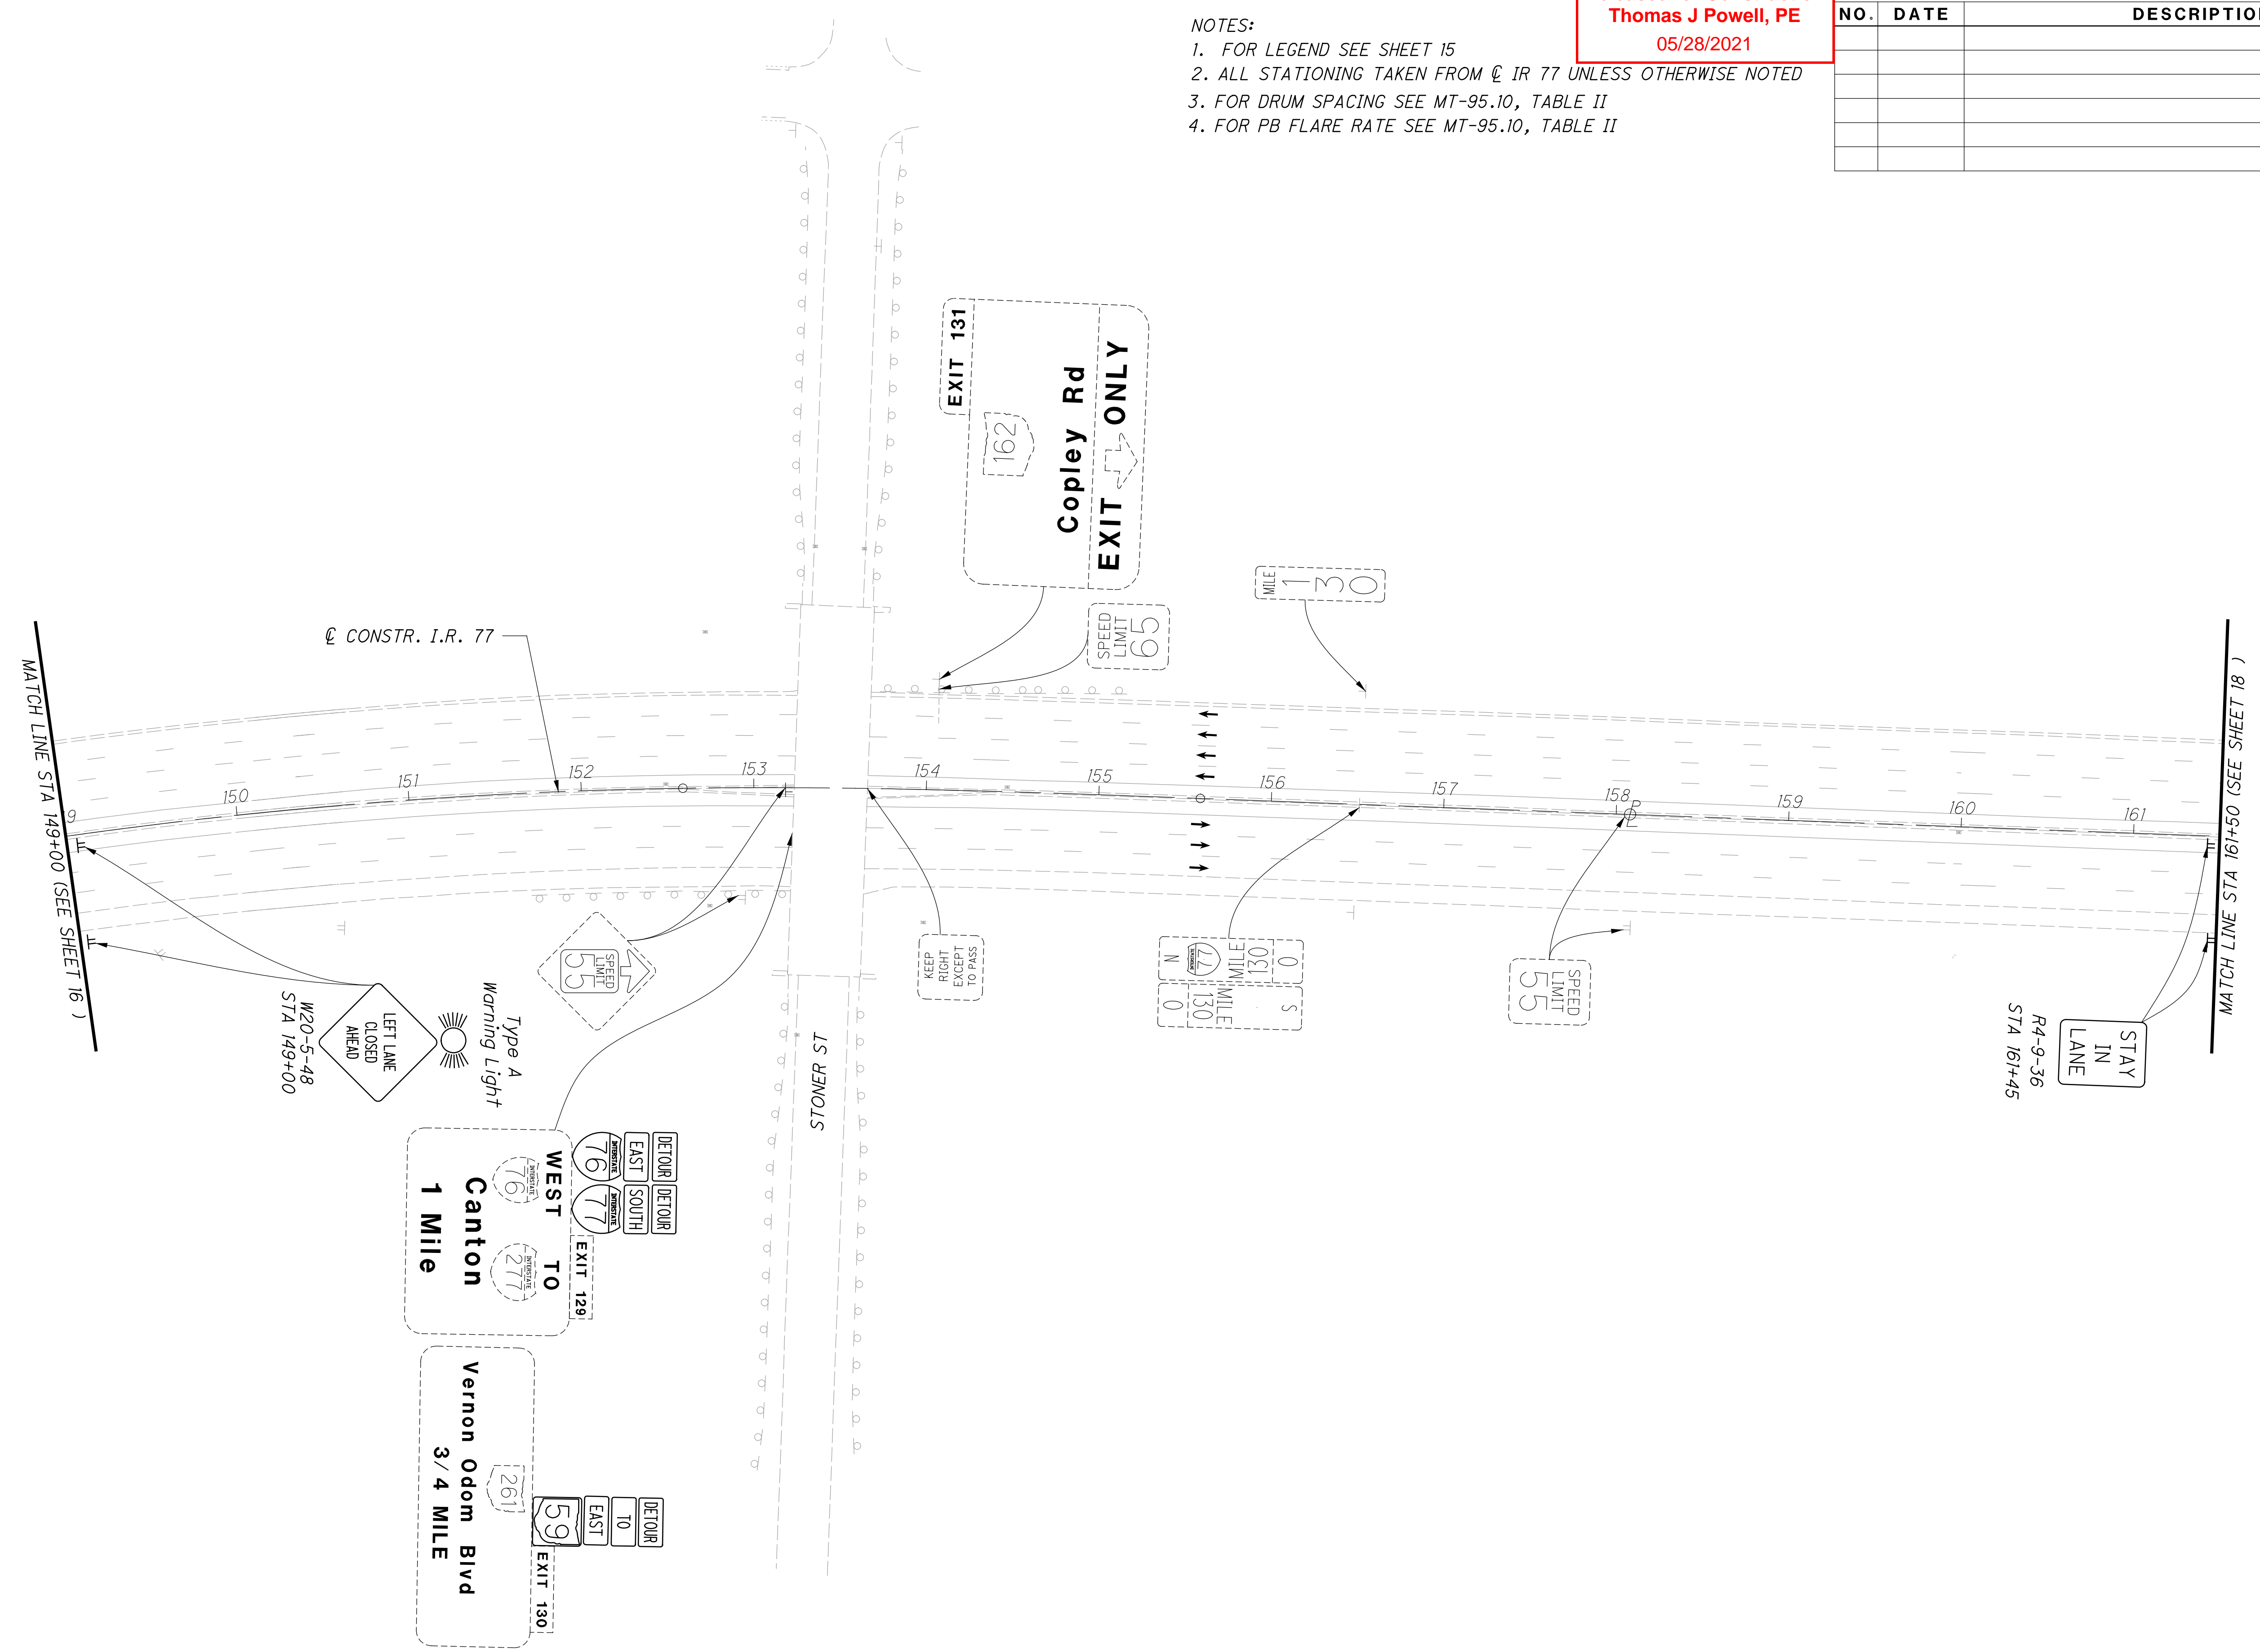 NOTES:
1. FOR LEGEND SEE SHEET 15
2. ALL STATIONING TAKEN FROM ℄ IR 77 UNLESS OTHERWISE NOTED
3. FOR DRUM SPACING SEE MT-95.10, TABLE II
4. FOR PB FLARE RATE SEE MT-95.10, TABLE II
Thomas J Powell, PE
05/28/2021
NO. DATE
EXIT 131
162
Copley Rd
EXIT ONLY
SPEED
LIMIT
65
MILE
1
3
0
℄ CONSTR. I.R. 77
MATCH LINE STA 149+00 (SEE SHEET 16 )
9
150
151
152
153
154
155
156
157
158
159
160
161
P
L
MATCH LINE STA 161+50 (SEE SHEET 18 )
LEFT LANE
CLOSED
AHEAD
W20-5-48
STA 149+00
Type A
Warning Light
SPEED
LIMIT
55
KEEP
RIGHT
EXCEPT
TO PASS
0
130
MILE
77
N
S
MILE
130
0
SPEED
LIMIT
55
STAY
IN
LANE
R4-9-36
STA 161+45
STONER ST
DETOUR DETOUR
EAST SOUTH
INTERSTATE
76
INTERSTATE
77
EXIT 129
WEST TO
INTERSTATE
76
INTERSTATE
277
Canton
1 Mile
DETOUR
TO
EAST
59
EXIT 130
261
Vernon Odom Blvd
3/4 MILE